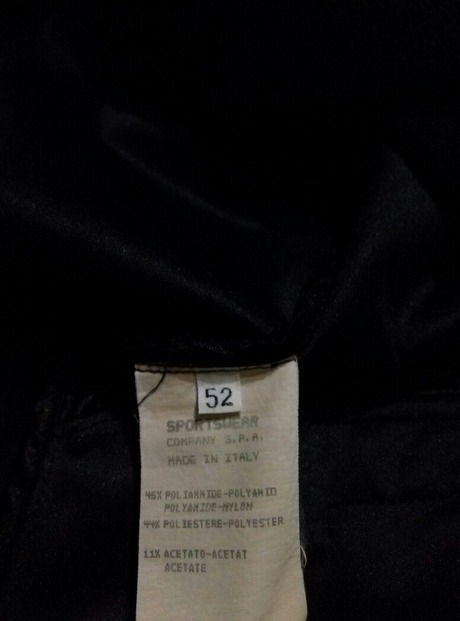 52
SPORTSWEAR
COMPANY S.P.A.
MADE IN ITALY
45% POLIAMMIDE-POLYAMID
POLYAMIDE-NYLON
44% POLIESTERE-POLYESTER
11% ACETATO-ACETAT
ACETATE